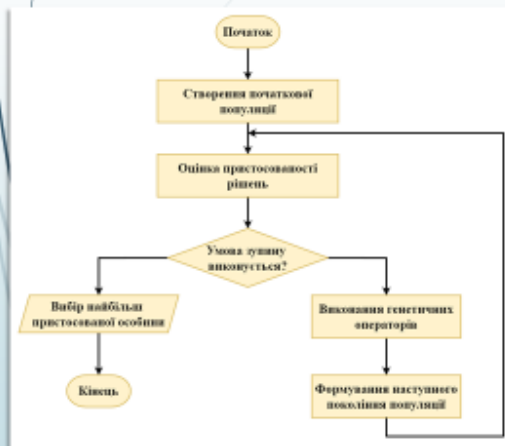 Початок
Створення початкової
популяції
Оцінка пристосованості
рішень
Умова зупину
виконується?
Вибір найбільш
пристосованої особини
Кінець
Виконання генетичних
операторів
Формування наступного
покоління популяції